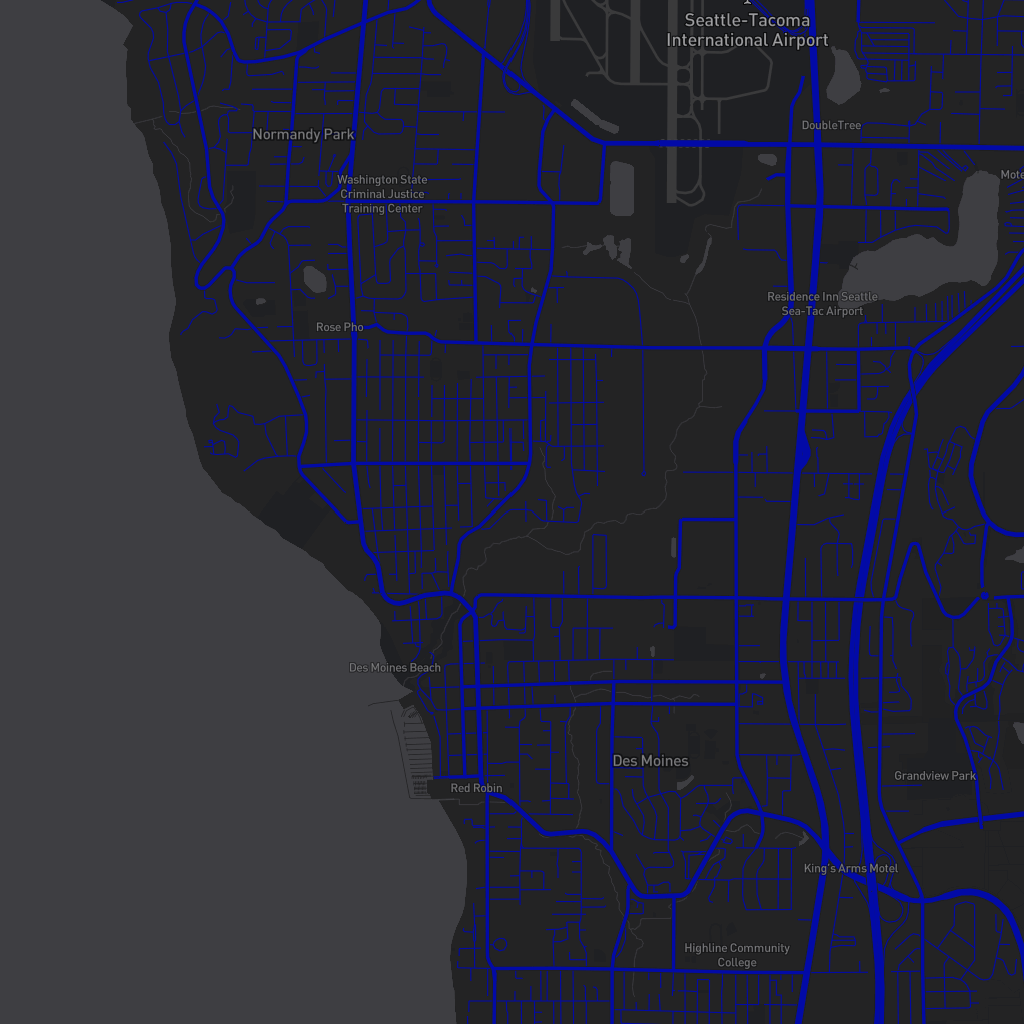 Seattle-Tacoma
International Airport
DoubleTree
Normandy Park
Mote
Washington State
Criminal Justice
Training Center
Residence Inn Seattle
Sea-Tac Airport
Rose Pho
Des Moines Beach
Des Moines
Grandview Park
Red Robin
King's Arms Motel
Highline Community
College